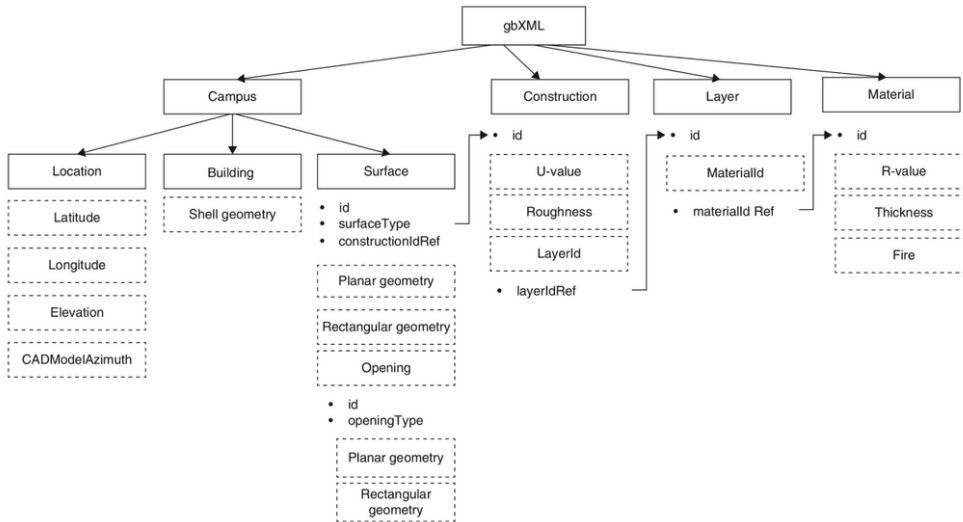 gbXML
Campus
Construction
Layer
Material
Location
Latitude
Longitude
Elevation
CADModelAzimuth
Building
Shell geometry
Surface
• id
• surfaceType
• constructionIdRef
Planar geometry
Rectangular geometry
Opening
• id
• openingType
Planar geometry
Rectangular
geometry
• id
U-value
Roughness
LayerId
• layerIdRef
• id
MaterialId
• materialId Ref
• id
R-value
Thickness
Fire